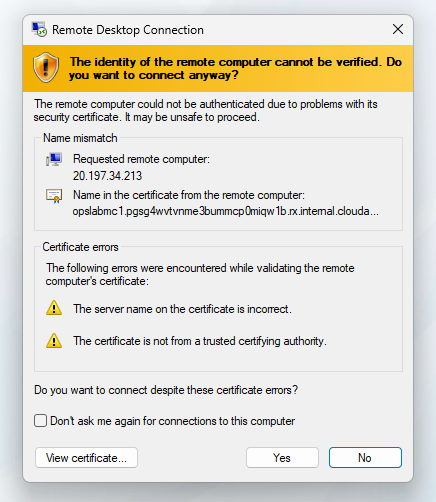 Remote Desktop Connection
The identity of the remote computer cannot be verified. Do
you want to connect anyway?
The remote computer could not be authenticated due to problems with its
security certificate. It may be unsafe to proceed.
Name mismatch
Requested remote computer:
20.197.34.213
Name in the certificate from the remote computer:
opslabmc1.pgsg4wvtvnme3bummcp0miqw1b.rx.internal.clouda...
Certificate errors
The following errors were encountered while validating the remote
computer's certificate:
The server name on the certificate is incorrect.
The certificate is not from a trusted certifying authority.
Do you want to connect despite these certificate errors?
Don't ask me again for connections to this computer
View certificate...
Yes
No